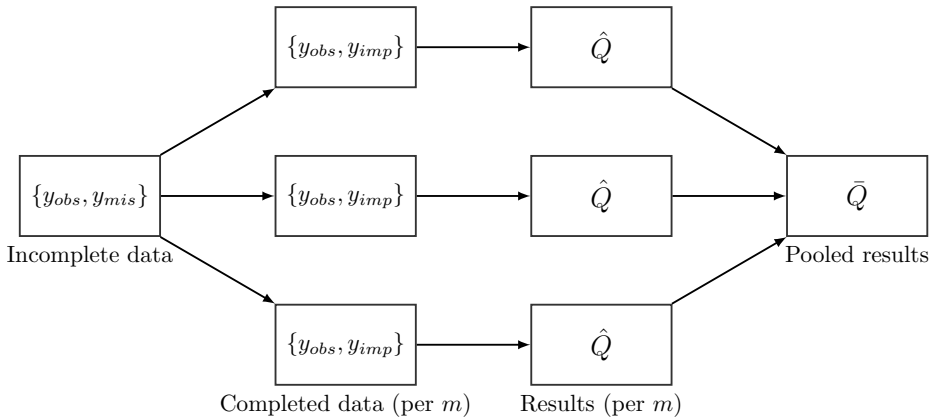 {y_obs, y_imp}
Q̂
{y_obs, y_mis}
{y_obs, y_imp}
Q̂
Q̄
Incomplete data
Pooled results
{y_obs, y_imp}
Q̂
Completed data (per m)
Results (per m)